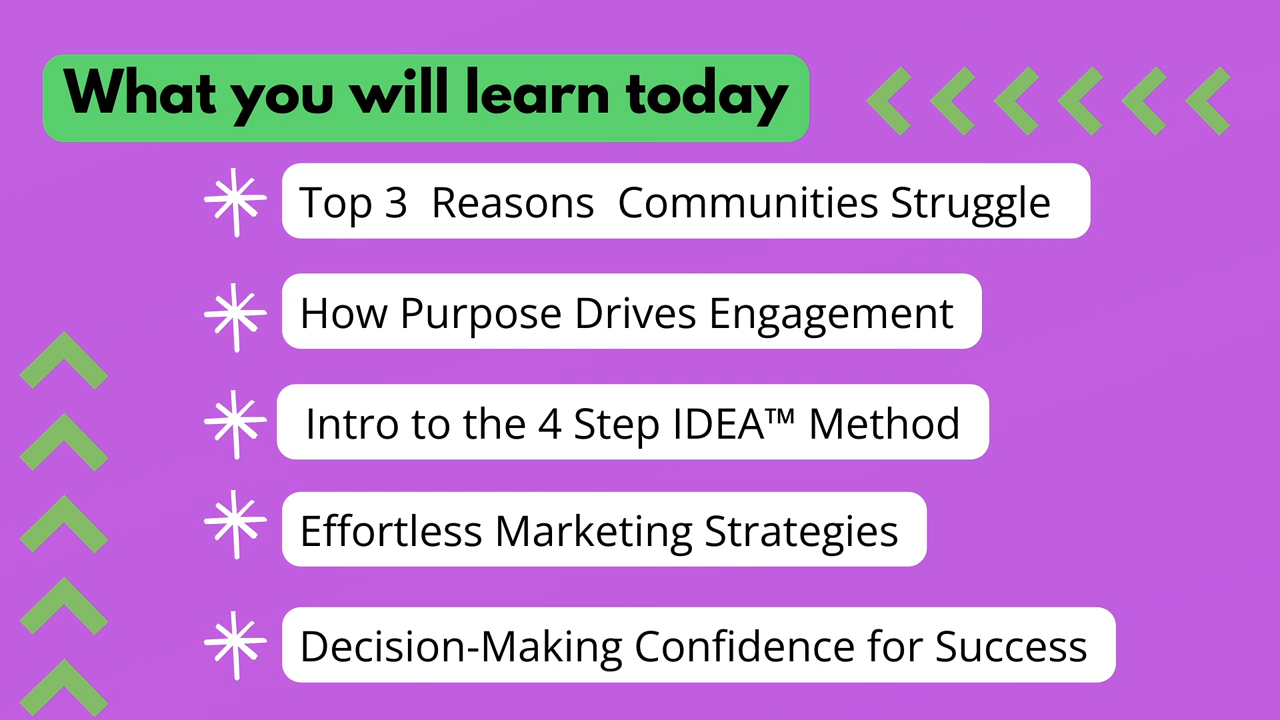 What you will learn today
Top 3 Reasons Communities Struggle
How Purpose Drives Engagement
Intro to the 4 Step IDEA™ Method
Effortless Marketing Strategies
Decision-Making Confidence for Success